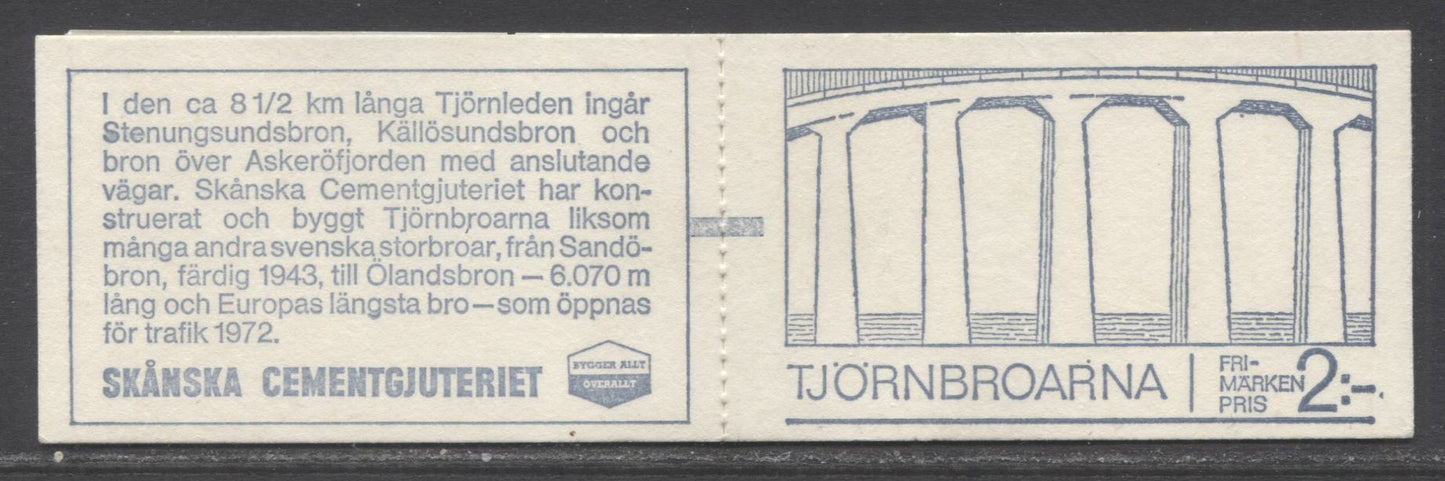 I den ca 8 1/2 km långa Tjörnleden ingår
Stenungsundsbron, Källösundsbron och
bron över Askeröfjorden med anslutande
vägar. Skånska Cementgjuteriet har kon-
struerat och byggt Tjörnbroarna liksom
många andra svenska storbroar, från Sandö-
bron, färdig 1943, till Ölandsbron – 6.070 m
lång och Europas längsta bro – som öppnas
för trafik 1972.
SKÅNSKA CEMENTGJUTERIET
BYGGER ALLT
ÖVERALLT
TJÖRNBROARNA
FRI-
MÄRKEN
PRIS
2:-